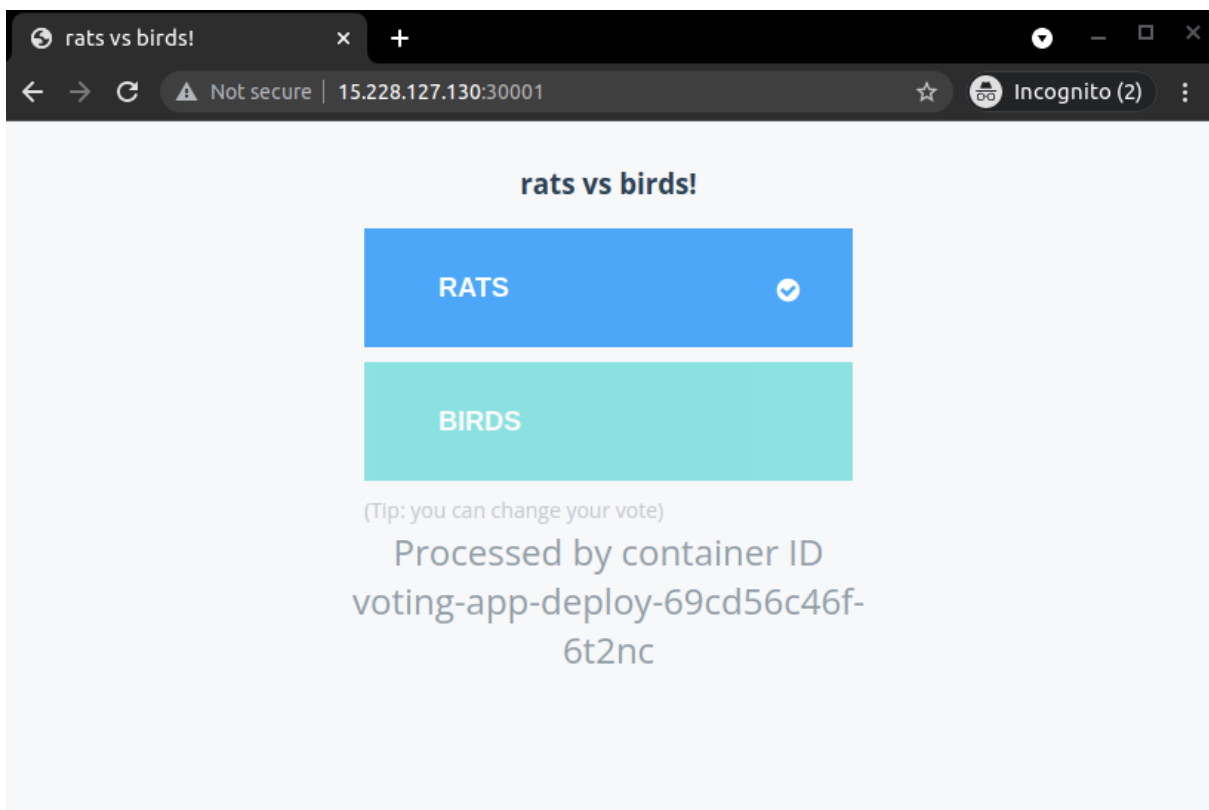 rats vs birds!
Not secure | 15.228.127.130:30001
Incognito (2)
rats vs birds!
RATS
BIRDS
(Tip: you can change your vote)
Processed by container ID
voting-app-deploy-69cd56c46f-
6t2nc